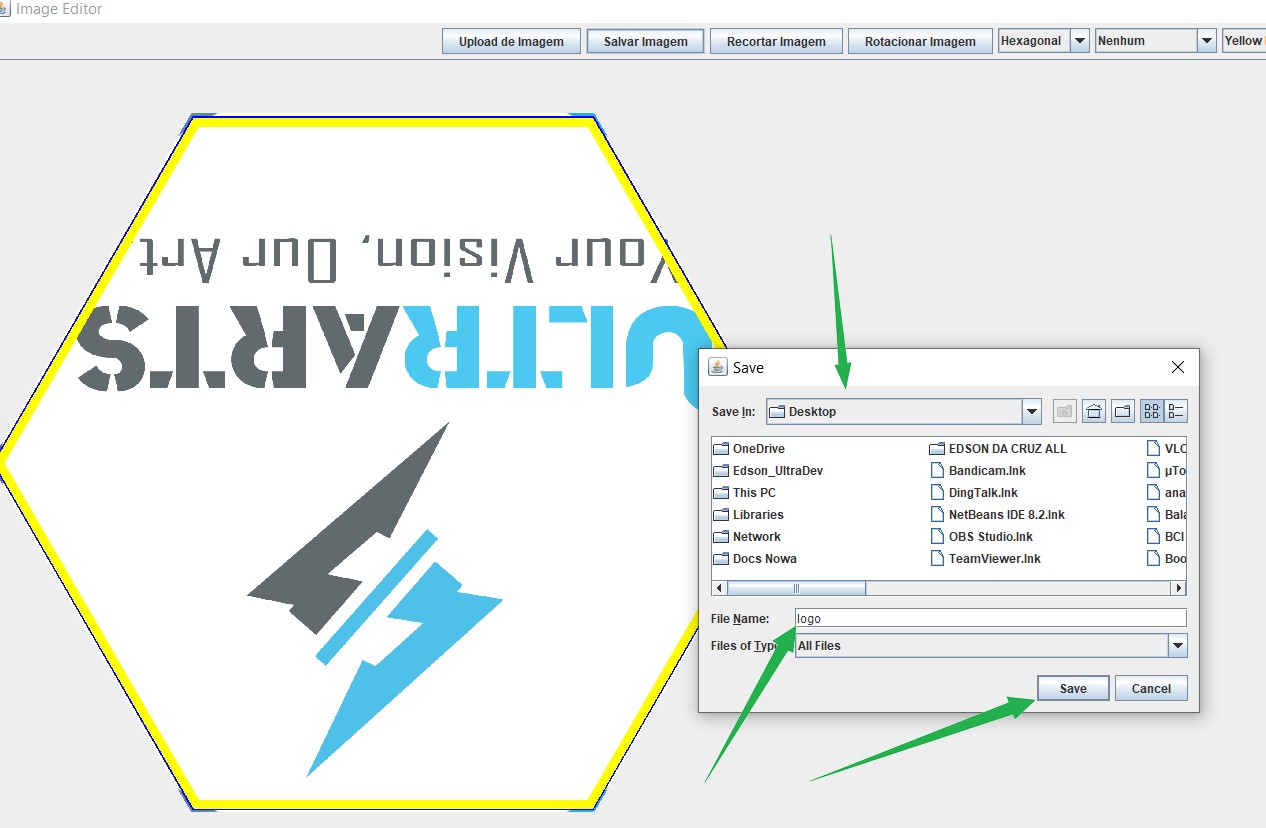 Image Editor
Upload de Imagem Salvar Imagem Recortar Imagem Rotacionar Imagem Hexagonal Nenhum Yellow
Your Vision, Our Art
ULTRARTS
Save
Save In: Desktop
OneDrive EDSON DA CRUZ ALL VLC
Edson_UltraDev Bandicam.lnk µTo
This PC DingTalk.lnk ana
Libraries NetBeans IDE 8.2.lnk Bala
Network OBS Studio.lnk BCI
Docs Nowa TeamViewer.lnk Boo
File Name: logo
Files of Type: All Files
Save Cancel